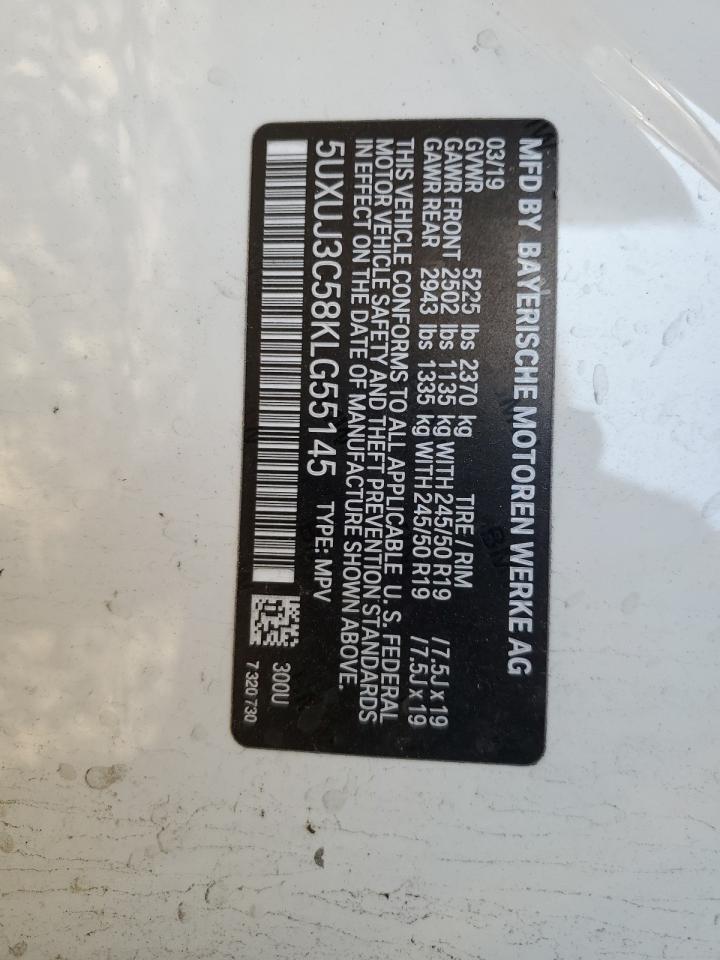 MFD BY BAYERISCHE MOTOREN WERKE AG
03/19
GVWR 5225 lbs 2370 kg TIRE / RIM
GAWR FRONT 2502 lbs 1135 kg WITH 245/50 R19 /7.5J x 19
GAWR REAR 2943 lbs 1335 kg WITH 245/50 R19 /7.5J x 19
THIS VEHICLE CONFORMS TO ALL APPLICABLE U. S. FEDERAL
MOTOR VEHICLE SAFETY AND THEFT PREVENTION STANDARDS
IN EFFECT ON THE DATE OF MANUFACTURE SHOWN ABOVE.
5UXUJ3C58KLG55145 TYPE: MPV
300U
7 320 730